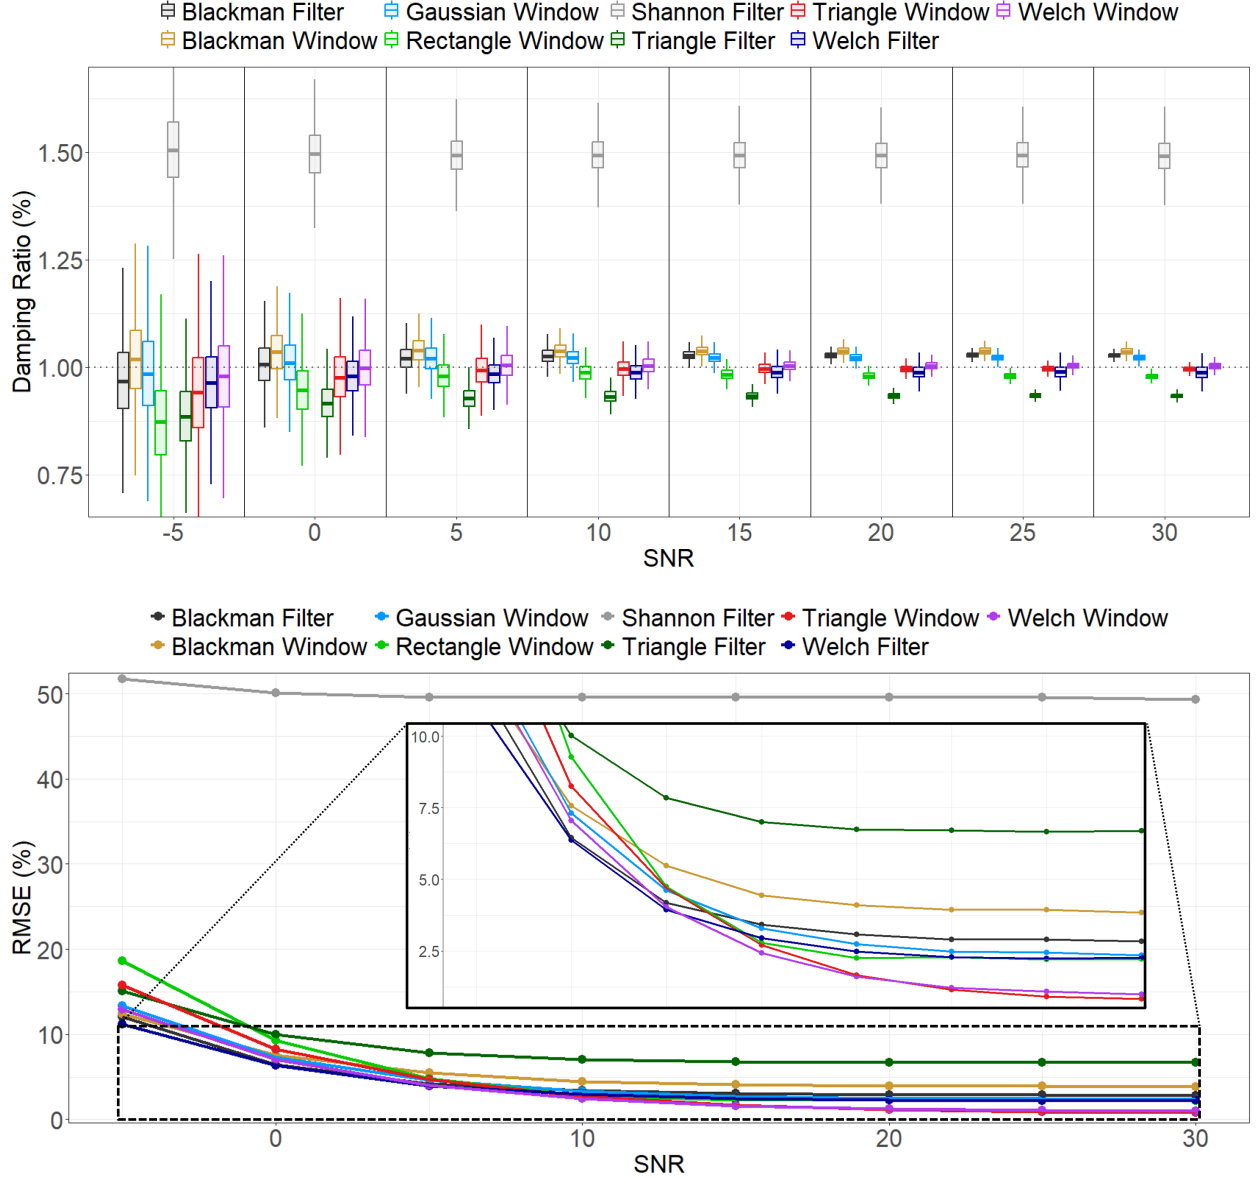 Blackman Filter Gaussian Window Shannon Filter Triangle Window Welch Window
Blackman Window Rectangle Window Triangle Filter Welch Filter
Damping Ratio (%)
1.50
1.25
1.00
0.75
-5 0 5 10 15 20 25 30
SNR
Blackman Filter Gaussian Window Shannon Filter Triangle Window Welch Window
Blackman Window Rectangle Window Triangle Filter Welch Filter
RMSE (%)
50
40
30
20
10
0
10.0
7.5
5.0
2.5
0 10 20 30
SNR